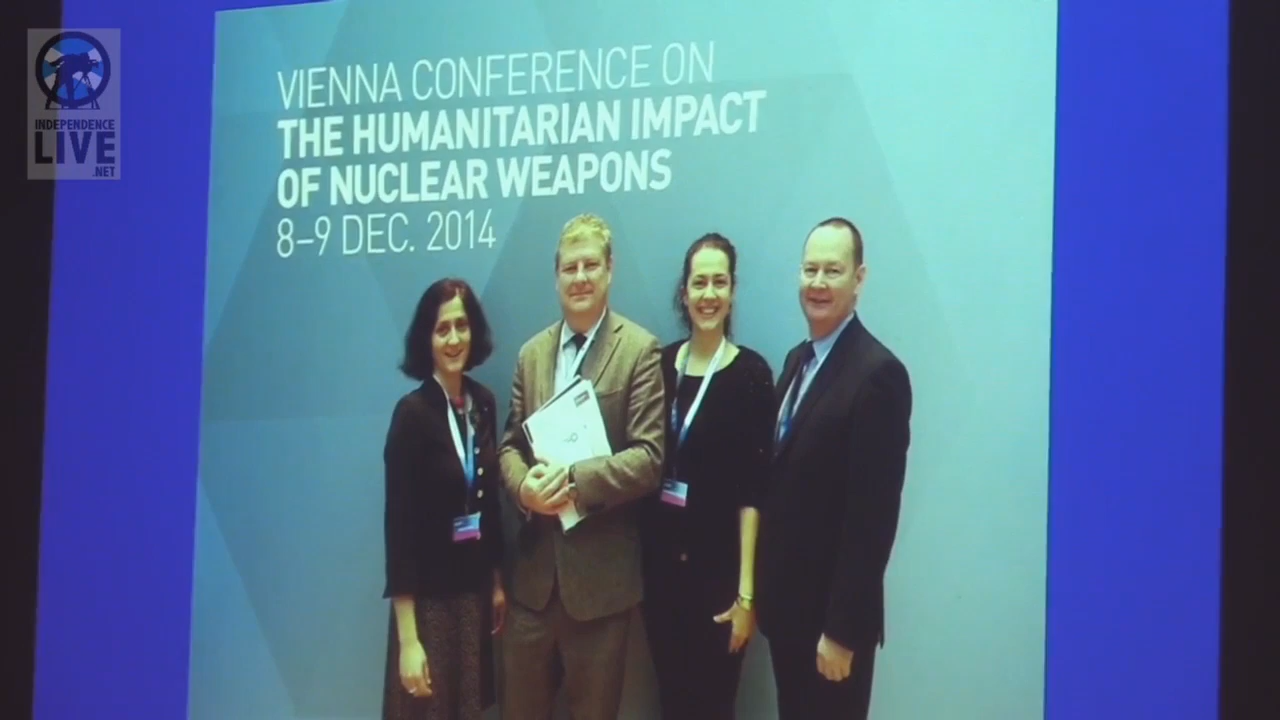 INDEPENDENCE
LIVE
.NET
VIENNA CONFERENCE ON
THE HUMANITARIAN IMPACT
OF NUCLEAR WEAPONS
8–9 DEC. 2014